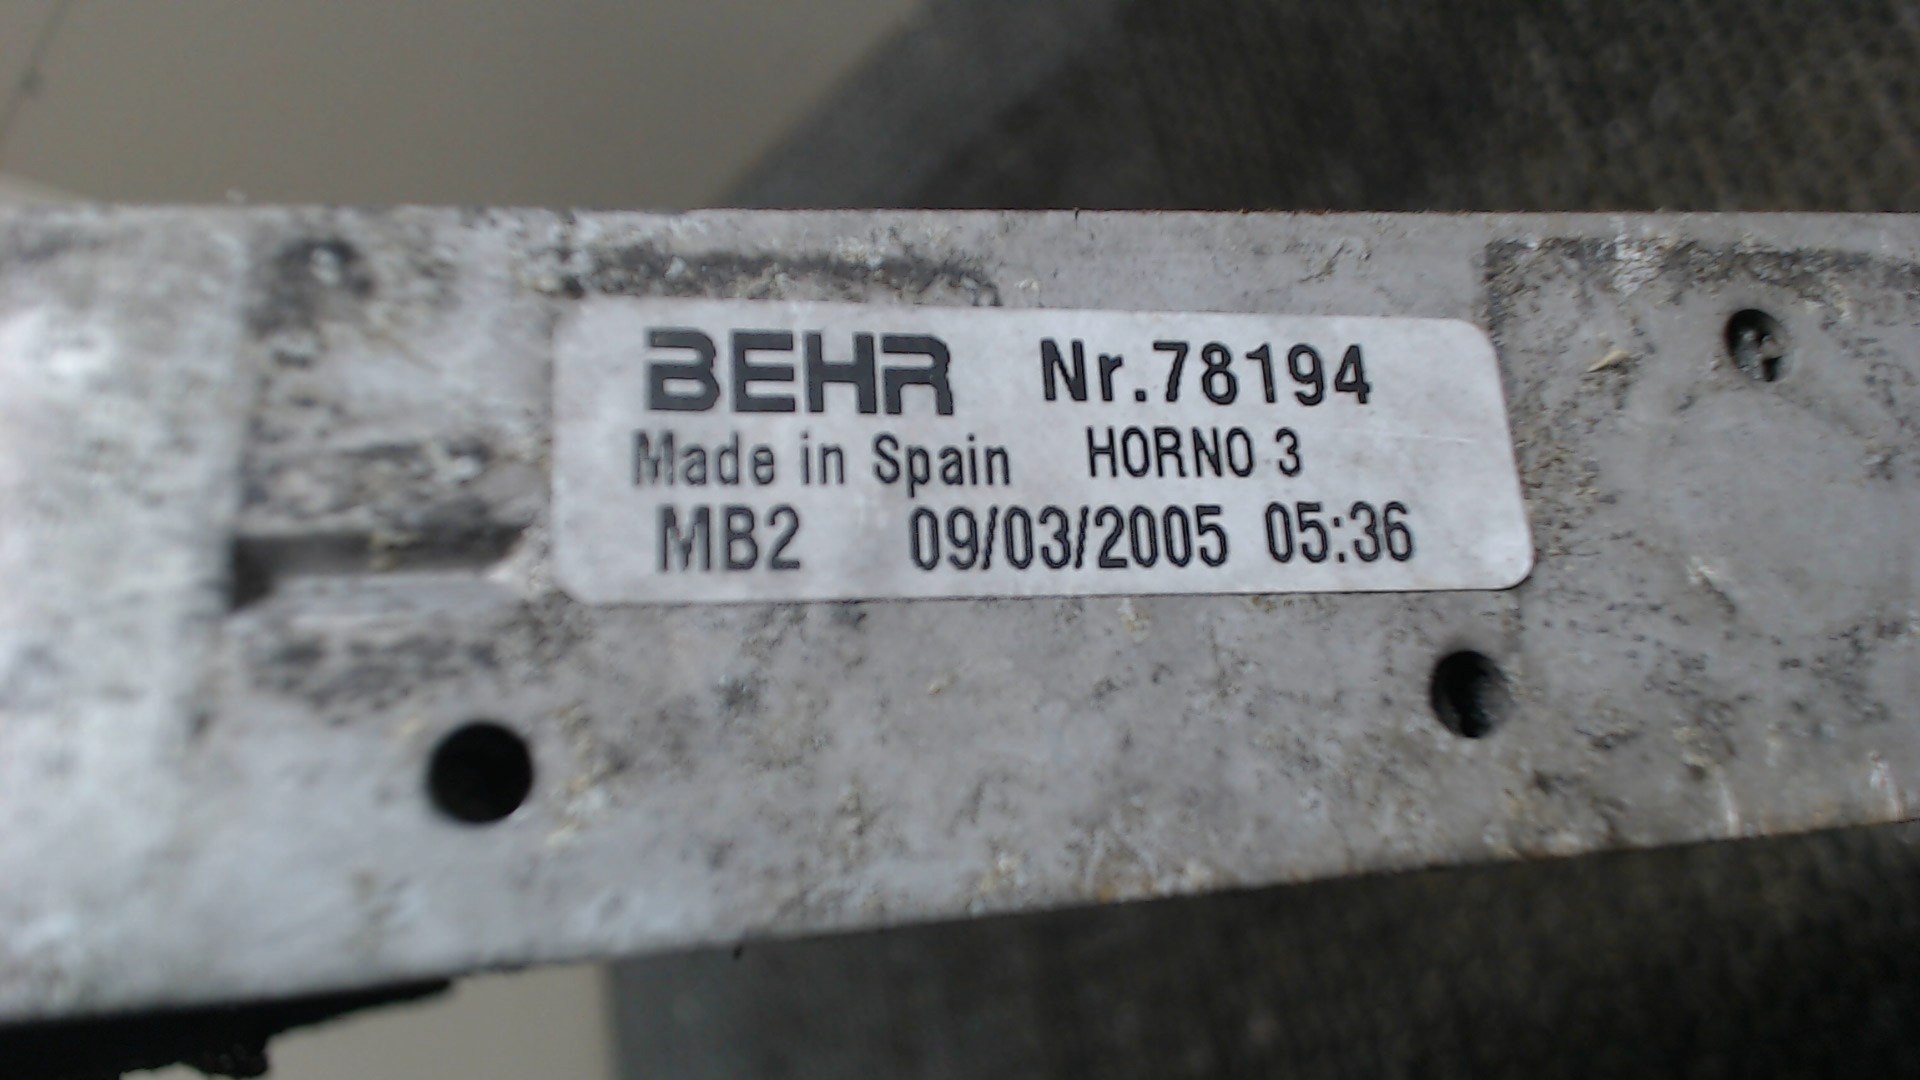 BEHR Nr.78194
Made in Spain HORNO 3
MB2 09/03/2005 05:36